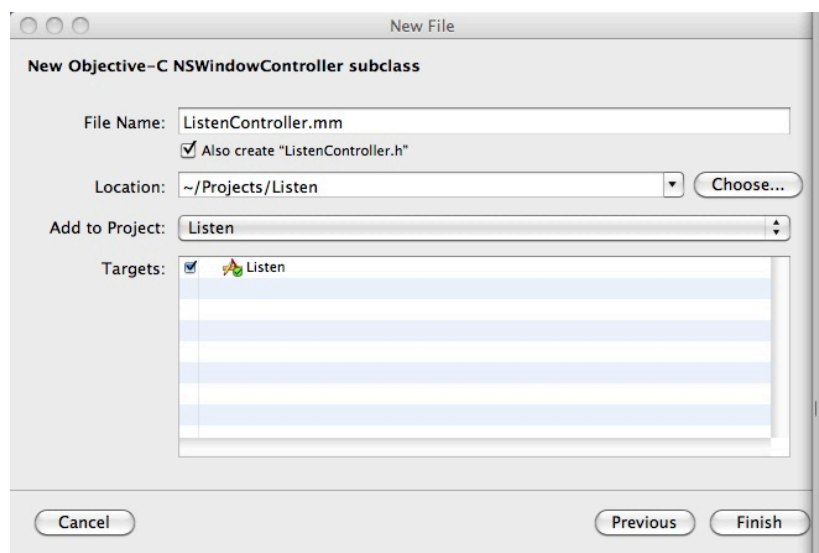 New File
New Objective-C NSWindowController subclass
File Name: ListenController.mm
Also create "ListenController.h"
Location: ~/Projects/Listen Choose...
Add to Project: Listen
Targets: Listen
Cancel Previous Finish